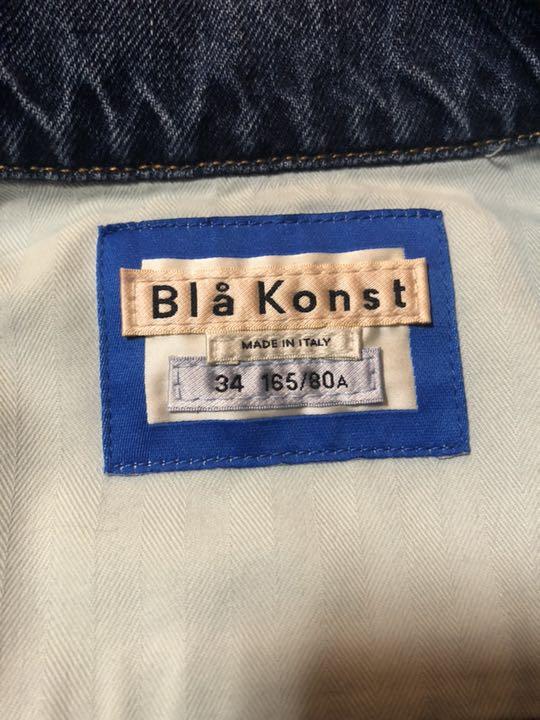 Blå Konst
MADE IN ITALY
34 165/80A